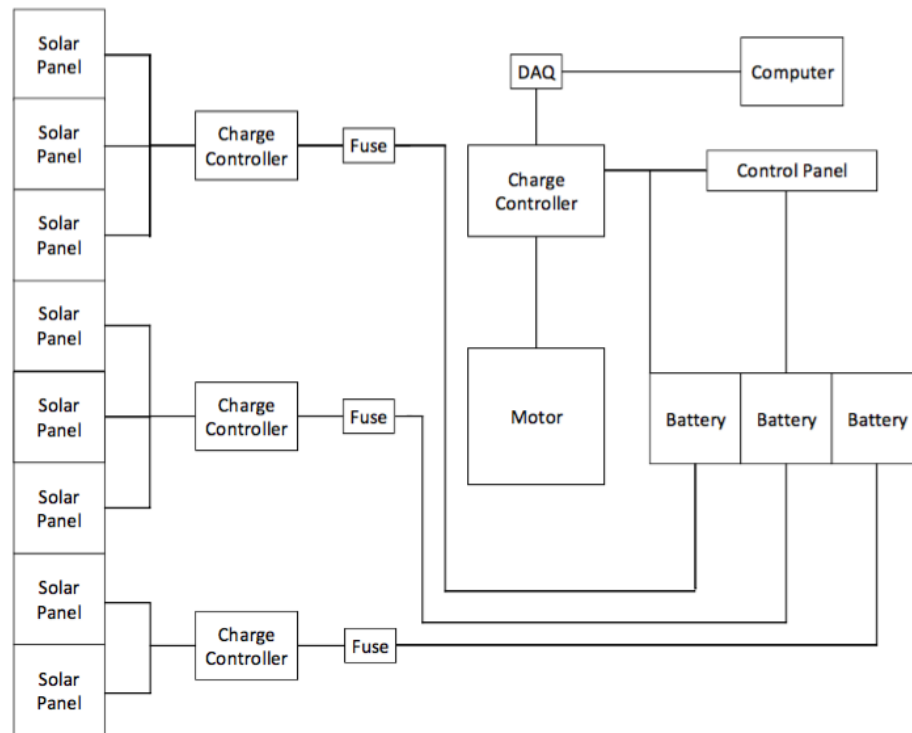 Solar
Panel
Solar
Panel
Solar
Panel
Solar
Panel
Solar
Panel
Solar
Panel
Solar
Panel
Solar
Panel
Charge
Controller
Fuse
Charge
Controller
Fuse
Charge
Controller
Fuse
DAQ
Computer
Charge
Controller
Control Panel
Motor
Battery
Battery
Battery